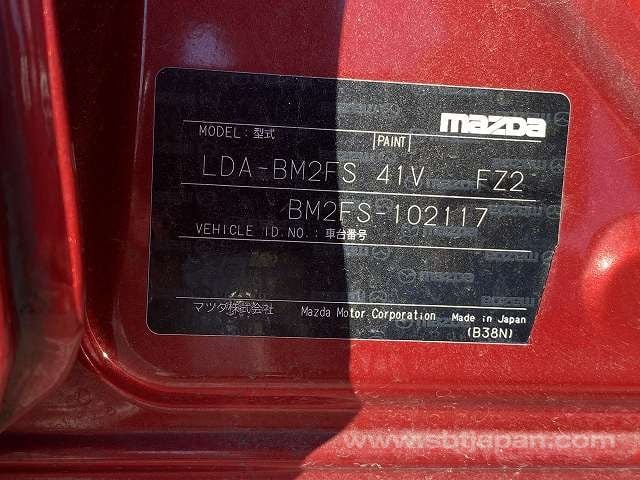 mazda
MODEL:型式 PAINT
LDA-BM2FS 41V FZ2
BM2FS-102117
VEHICLE ID.NO.:車台番号
マツダ株式会社 Mazda Motor Corporation Made in Japan
(B38N)
www.sbtjapan.com